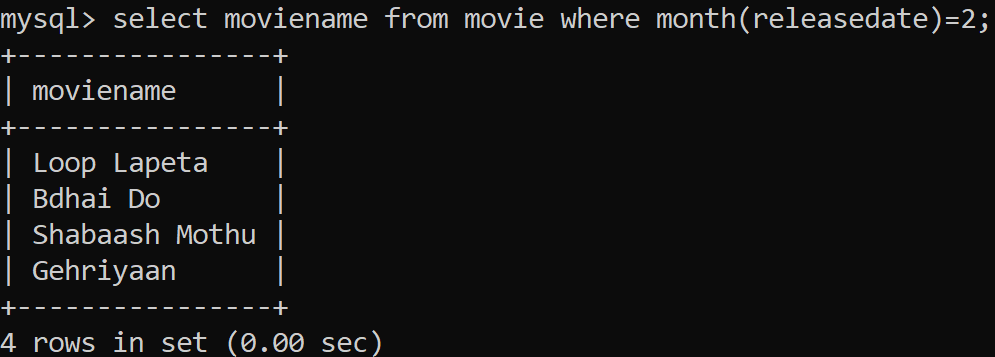 mysql> select moviename from movie where month(releasedate)=2;
+---------------+
| moviename      |
+---------------+
| Loop Lapeta    |
| Bdhai Do       |
| Shabaash Mothu |
| Gehriyaan      |
+---------------+
4 rows in set (0.00 sec)